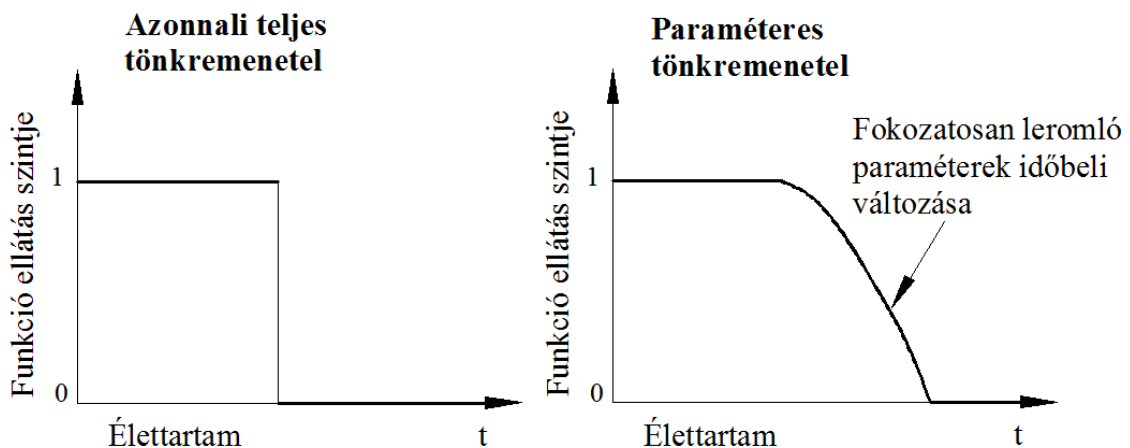 Azonnali teljes
tönkremenetel
Funkció ellátás szintje
1
0
Élettartam
t
Paraméteres
tönkremenetel
Funkció ellátás szintje
1
0
Fokozatosan leromló
paraméterek időbeli
változása
Élettartam
t